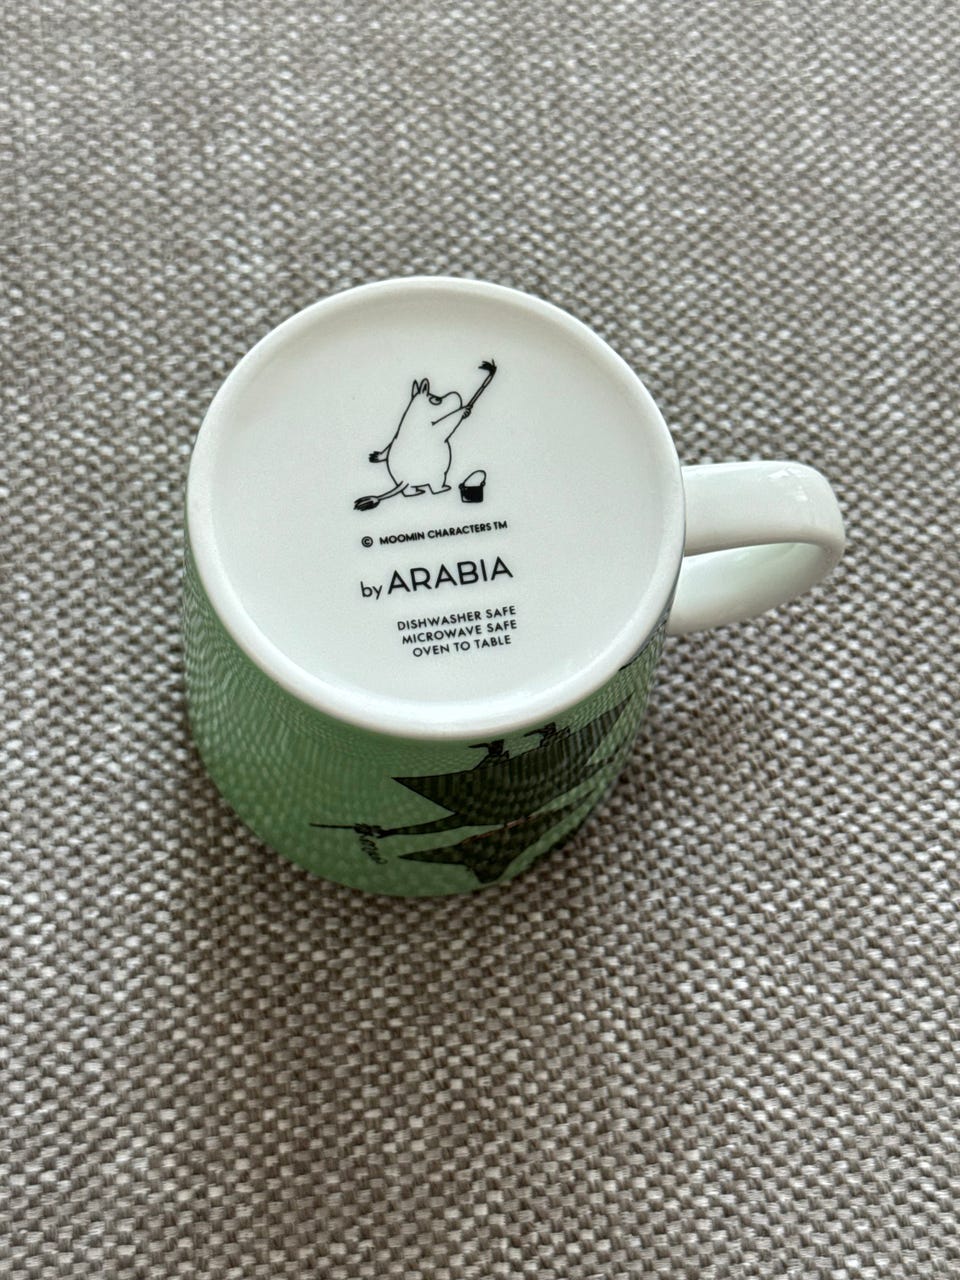 © MOOMIN CHARACTERS TM
by ARABIA
DISHWASHER SAFE
MICROWAVE SAFE
OVEN TO TABLE